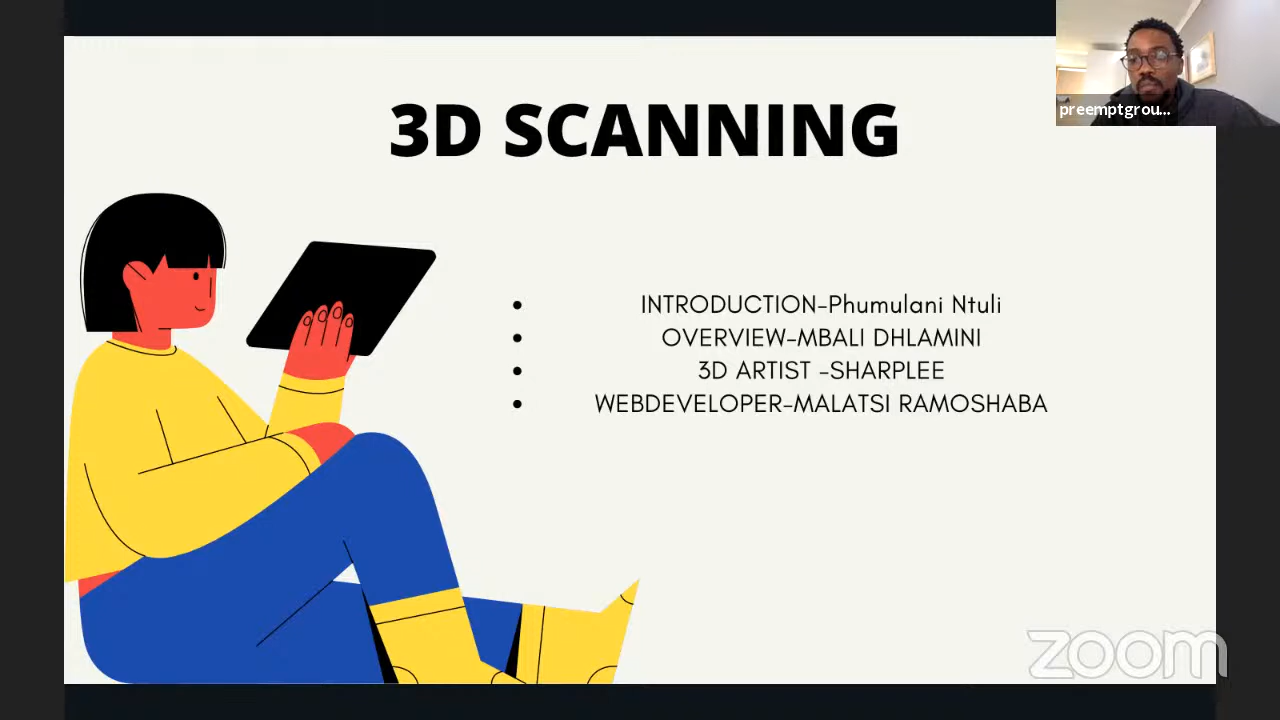 3D SCANNING
preemptgrou...
INTRODUCTION-Phumulani Ntuli
OVERVIEW-MBALI DHLAMINI
3D ARTIST -SHARPLEE
WEBDEVELOPER-MALATSI RAMOSHABA
zoom